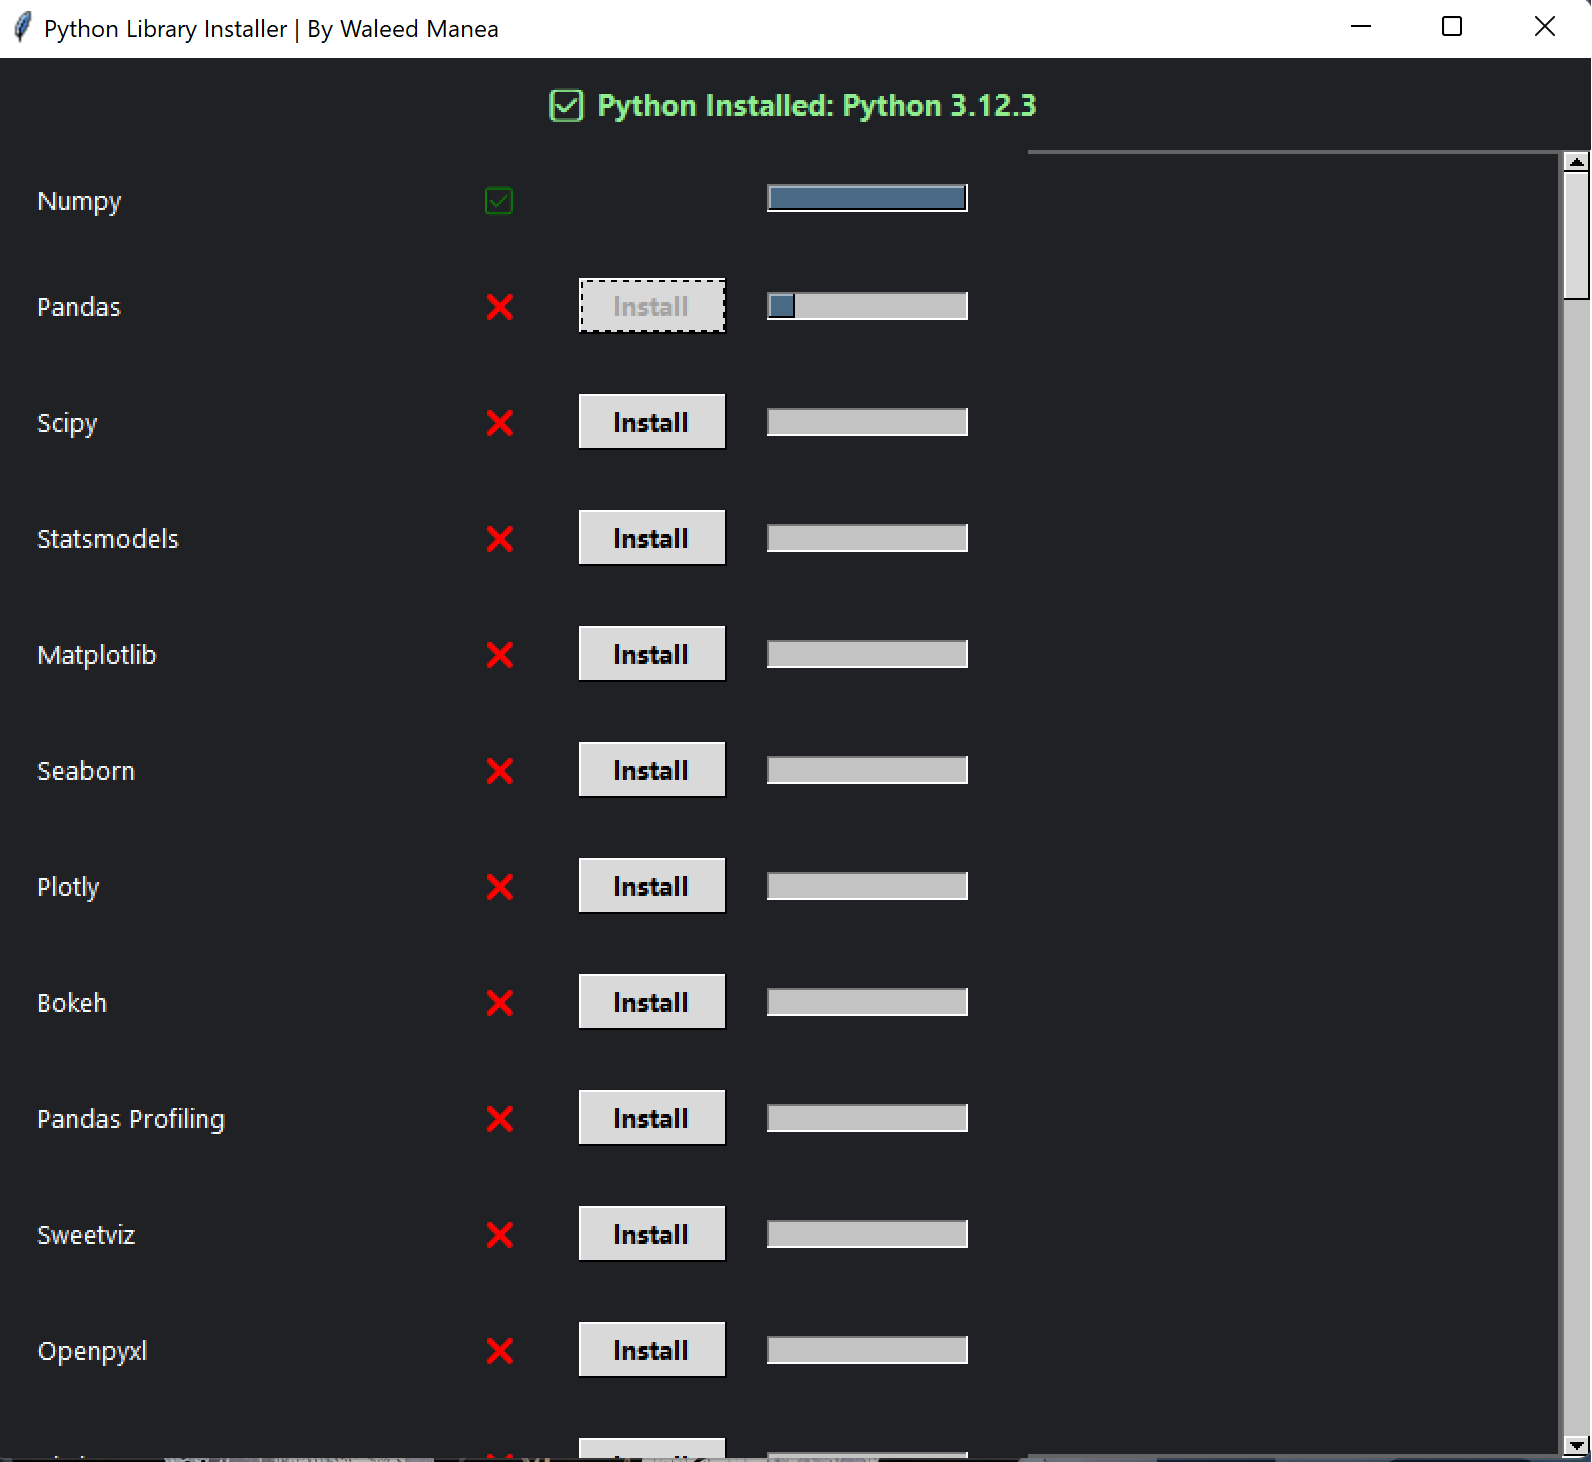 Python Library Installer | By Waleed Manea
Python Installed: Python 3.12.3
Numpy
Pandas Install
Scipy Install
Statsmodels Install
Matplotlib Install
Seaborn Install
Plotly Install
Bokeh Install
Pandas Profiling Install
Sweetviz Install
Openpyxl Install